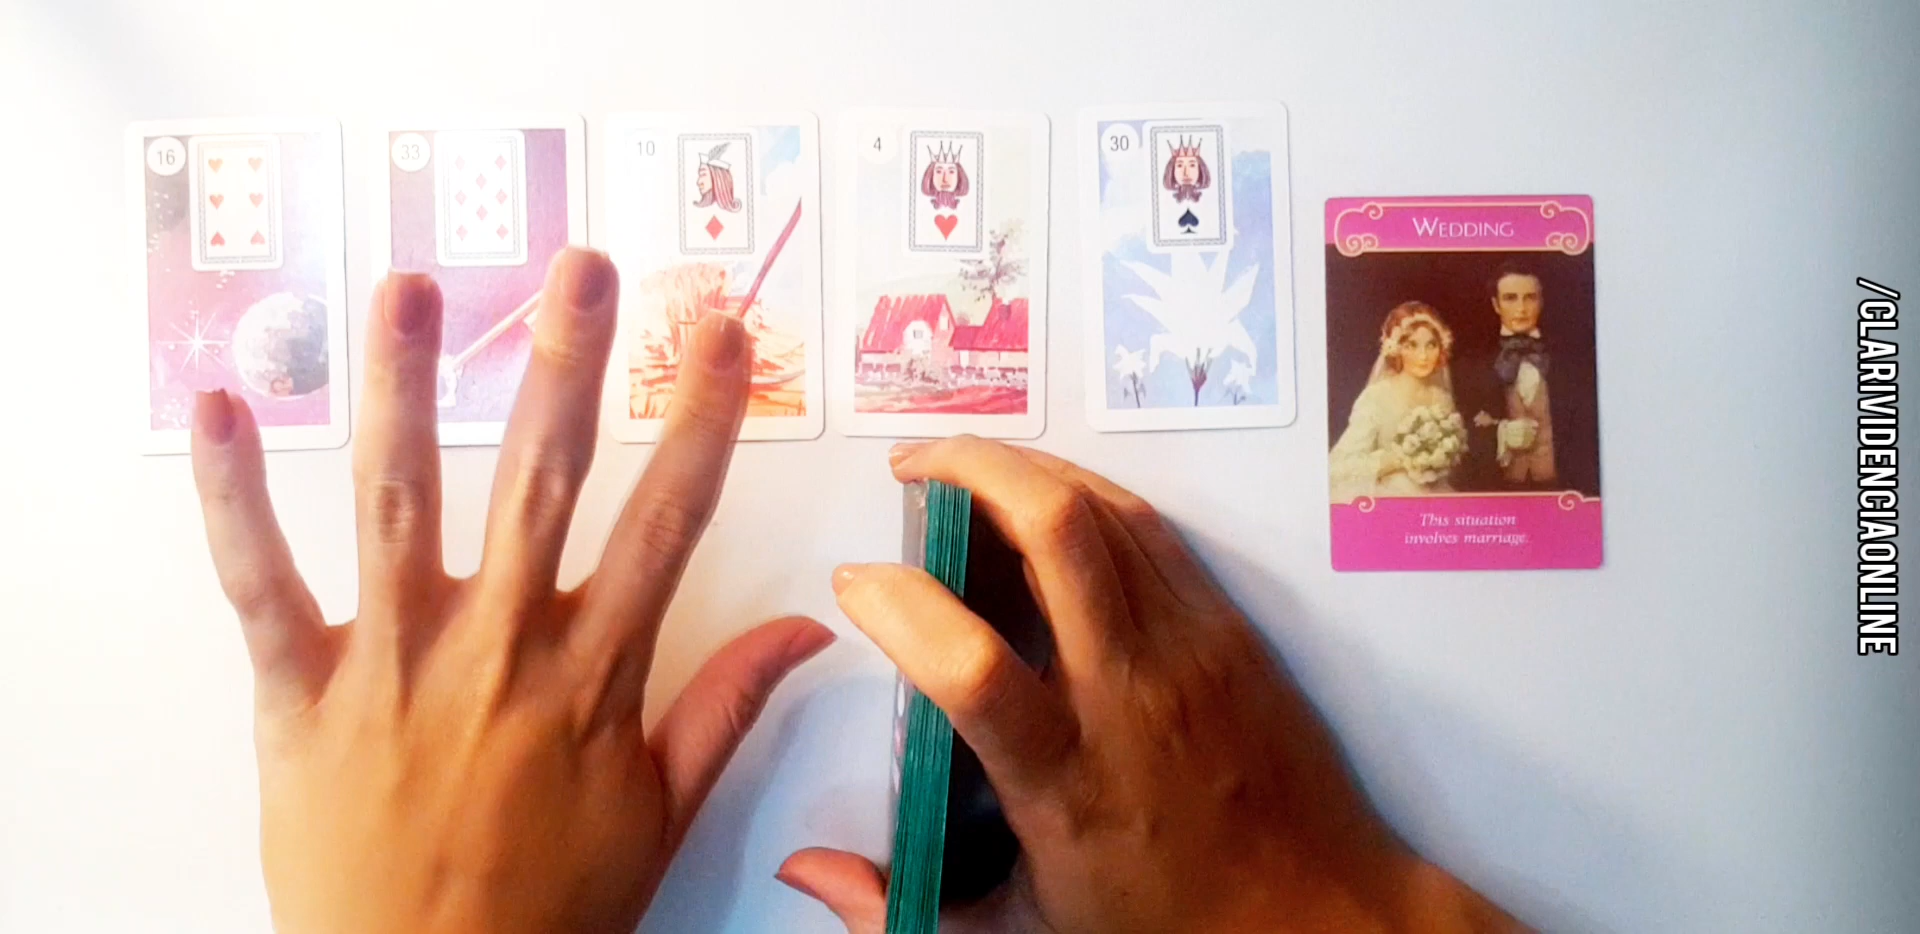 16
33
10
4
30
WEDDING
This situation
involves marriage.
/CLARIVIDENCIAONLINE